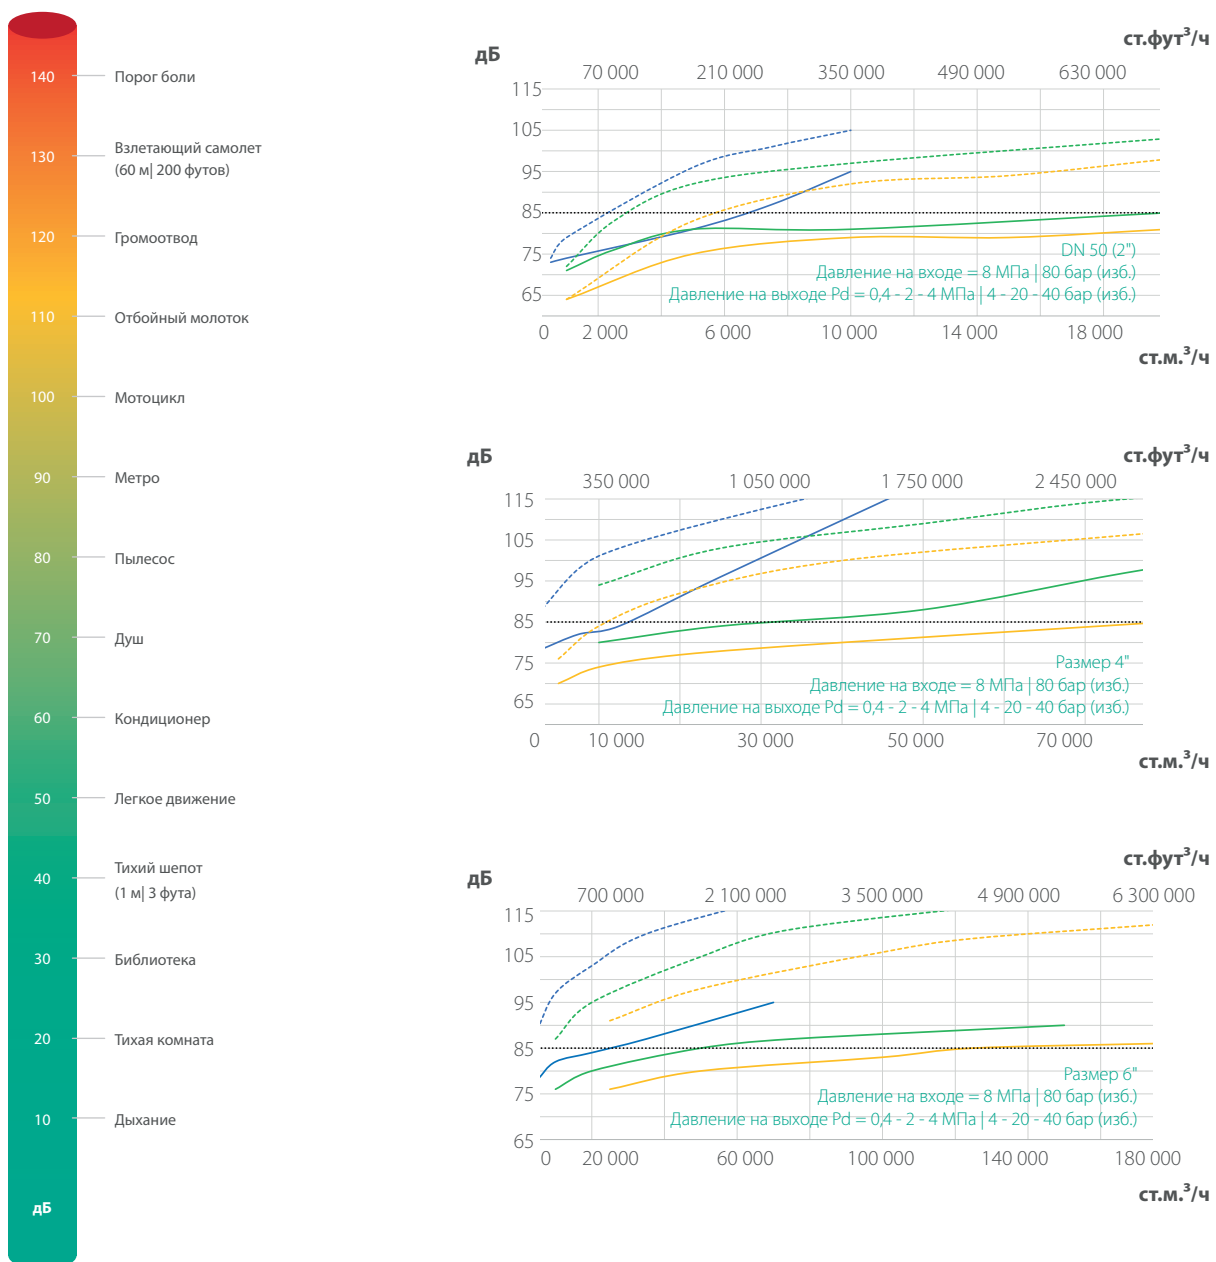 140 Порог боли
130 Взлетающий самолет
(60 м| 200 футов)
120 Громоотвод
110 Отбойный молоток
100 Мотоцикл
90 Метро
80 Пылесос
70 Душ
60 Кондиционер
50 Легкое движение
40 Тихий шепот
(1 м| 3 фута)
30 Библиотека
20 Тихая комната
10 Дыхание
дБ
ст.фут³/ч
дБ
70 000 210 000 350 000 490 000 630 000
115
105
95
85
75
65
DN 50 (2")
Давление на входе = 8 МПа | 80 бар (изб.)
Давление на выходе Pd = 0,4 - 2 - 4 МПа | 4 - 20 - 40 бар (изб.)
0 2 000 6 000 10 000 14 000 18 000
ст.м.³/ч
ст.фут³/ч
дБ
350 000 1 050 000 1 750 000 2 450 000
115
105
95
85
75
65
Размер 4"
Давление на входе = 8 МПа | 80 бар (изб.)
Давление на выходе Pd = 0,4 - 2 - 4 МПа | 4 - 20 - 40 бар (изб.)
0 10 000 30 000 50 000 70 000
ст.м.³/ч
ст.фут³/ч
дБ
700 000 2 100 000 3 500 000 4 900 000 6 300 000
115
105
95
85
75
65
Размер 6"
Давление на входе = 8 МПа | 80 бар (изб.)
Давление на выходе Pd = 0,4 - 2 - 4 МПа | 4 - 20 - 40 бар (изб.)
0 20 000 60 000 100 000 140 000 180 000
ст.м.³/ч